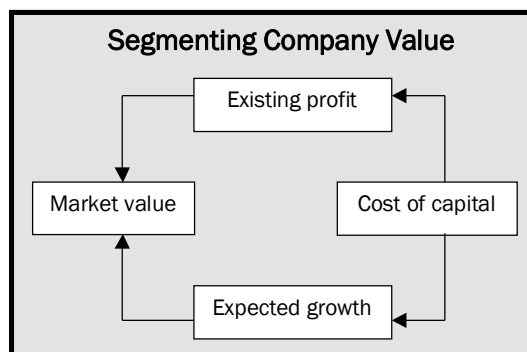 Segmenting Company Value
Existing profit
Market value
Cost of capital
Expected growth